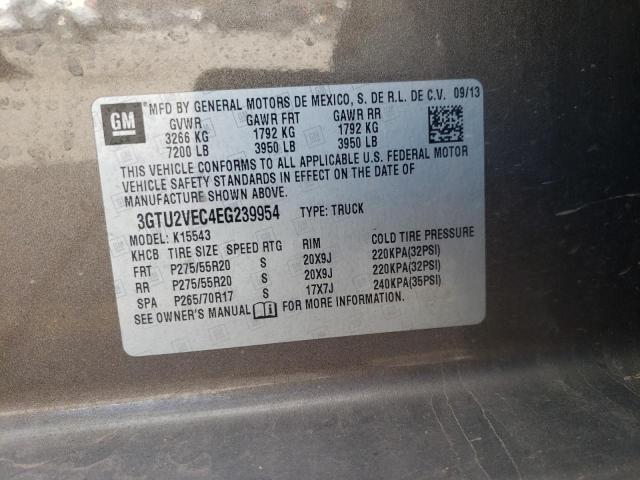 GM
MFD BY GENERAL MOTORS DE MEXICO, S. DE R.L. DE C.V. 09/13
GVWR GAWR FRT GAWR RR
3266 KG 1792 KG 1792 KG
7200 LB 3950 LB 3950 LB
THIS VEHICLE CONFORMS TO ALL APPLICABLE U.S. FEDERAL MOTOR
VEHICLE SAFETY STANDARDS IN EFFECT ON THE DATE OF
MANUFACTURE SHOWN ABOVE.
3GTU2VEC4EG239954 TYPE: TRUCK
MODEL: K15543
KHCB TIRE SIZE SPEED RTG RIM COLD TIRE PRESSURE
FRT P275/55R20 S 20X9J 220KPA(32PSI)
RR P275/55R20 S 20X9J 220KPA(32PSI)
SPA P265/70R17 S 17X7J 240KPA(35PSI)
SEE OWNER'S MANUAL FOR MORE INFORMATION.